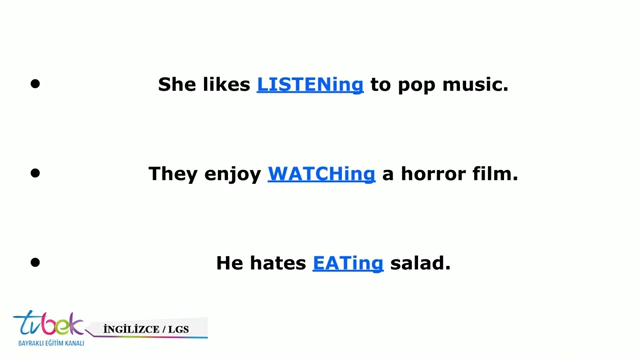 She likes LISTENing to pop music.
They enjoy WATCHing a horror film.
He hates EATing salad.
tvbek
BAYRAKLI EĞİTİM KANALI
İNGİLİZCE / LGS